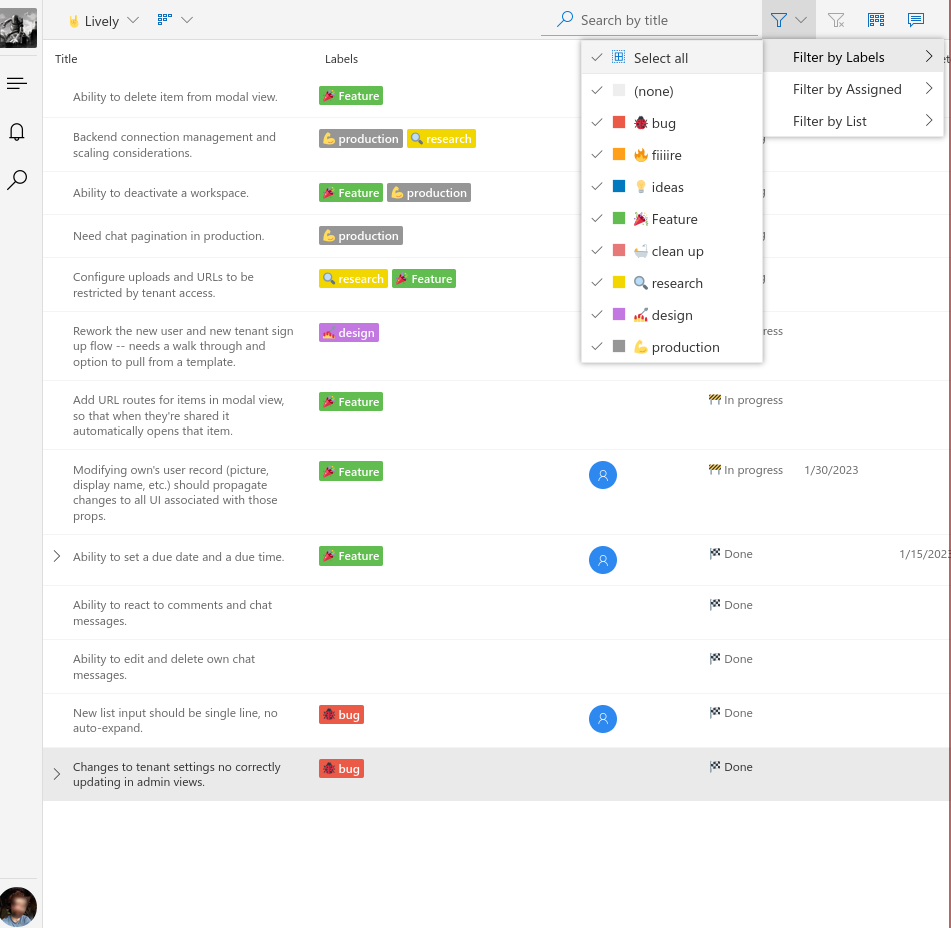 Lively
Search by title
Title
Labels
Select all
(none)
bug
fiiiire
ideas
Feature
clean up
research
design
production
Filter by Labels
Filter by Assigned
Filter by List
Ability to delete item from modal view.
Feature
Backend connection management and
scaling considerations.
production research
Ability to deactivate a workspace.
Feature production
Need chat pagination in production.
production
Configure uploads and URLs to be
restricted by tenant access.
research Feature
Rework the new user and new tenant sign
up flow -- needs a walk through and
option to pull from a template.
design
Add URL routes for items in modal view,
so that when they're shared it
automatically opens that item.
Feature
In progress
Modifying own's user record (picture,
display name, etc.) should propagate
changes to all UI associated with those
props.
Feature
In progress
1/30/2023
Ability to set a due date and a due time.
Feature
Done
1/15/2023
Ability to react to comments and chat
messages.
Done
Ability to edit and delete own chat
messages.
Done
New list input should be single line, no
auto-expand.
bug
Done
Changes to tenant settings no correctly
updating in admin views.
bug
Done